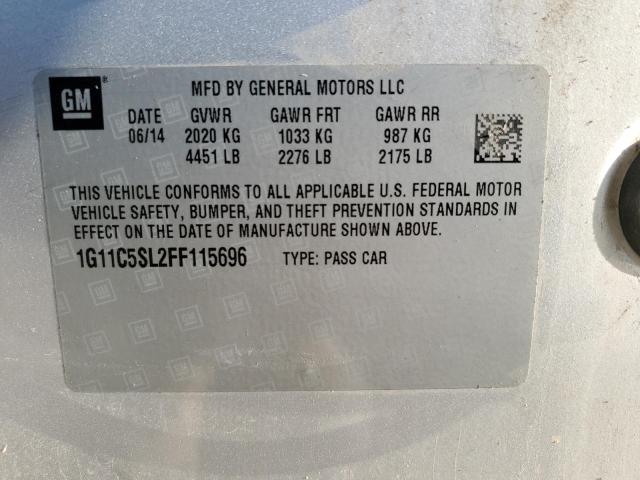 GM®
MFD BY GENERAL MOTORS LLC
DATE GVWR GAWR FRT GAWR RR
06/14 2020 KG 1033 KG 987 KG
4451 LB 2276 LB 2175 LB
THIS VEHICLE CONFORMS TO ALL APPLICABLE U.S. FEDERAL MOTOR
VEHICLE SAFETY, BUMPER, AND THEFT PREVENTION STANDARDS IN
EFFECT ON THE DATE OF MANUFACTURE SHOWN ABOVE.
1G11C5SL2FF115696 TYPE: PASS CAR